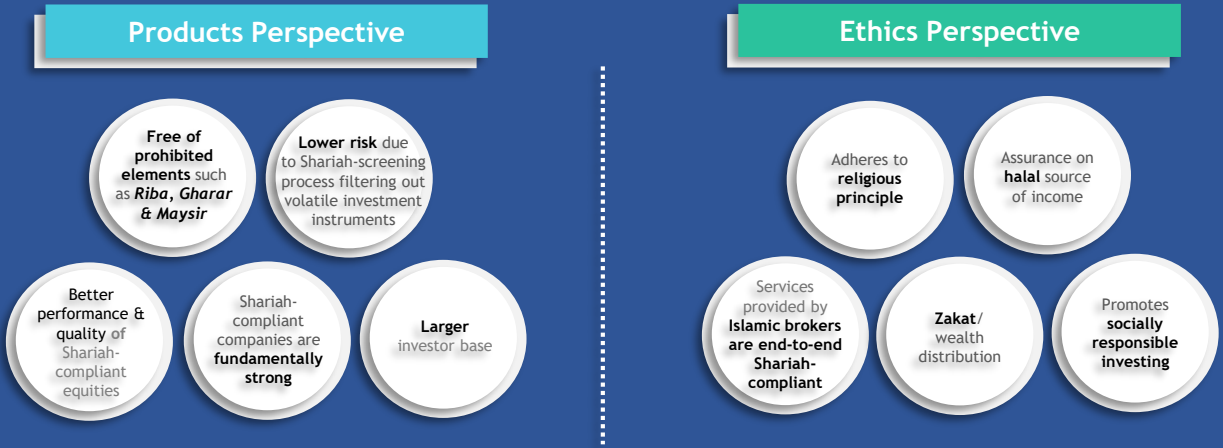 Products Perspective
Free of
prohibited
elements such
as Riba, Gharar
& Maysir
Lower risk due
to Shariah-screening
process filtering out
volatile investment
instruments
Better
performance &
quality of
Shariah-
compliant
equities
Shariah-
compliant
companies are
fundamentally
strong
Larger
investor base
Ethics Perspective
Adheres to
religious
principle
Assurance on
halal source
of income
Services
provided by
Islamic brokers
are end-to-end
Shariah-
compliant
Zakat/
wealth
distribution
Promotes
socially
responsible
investing